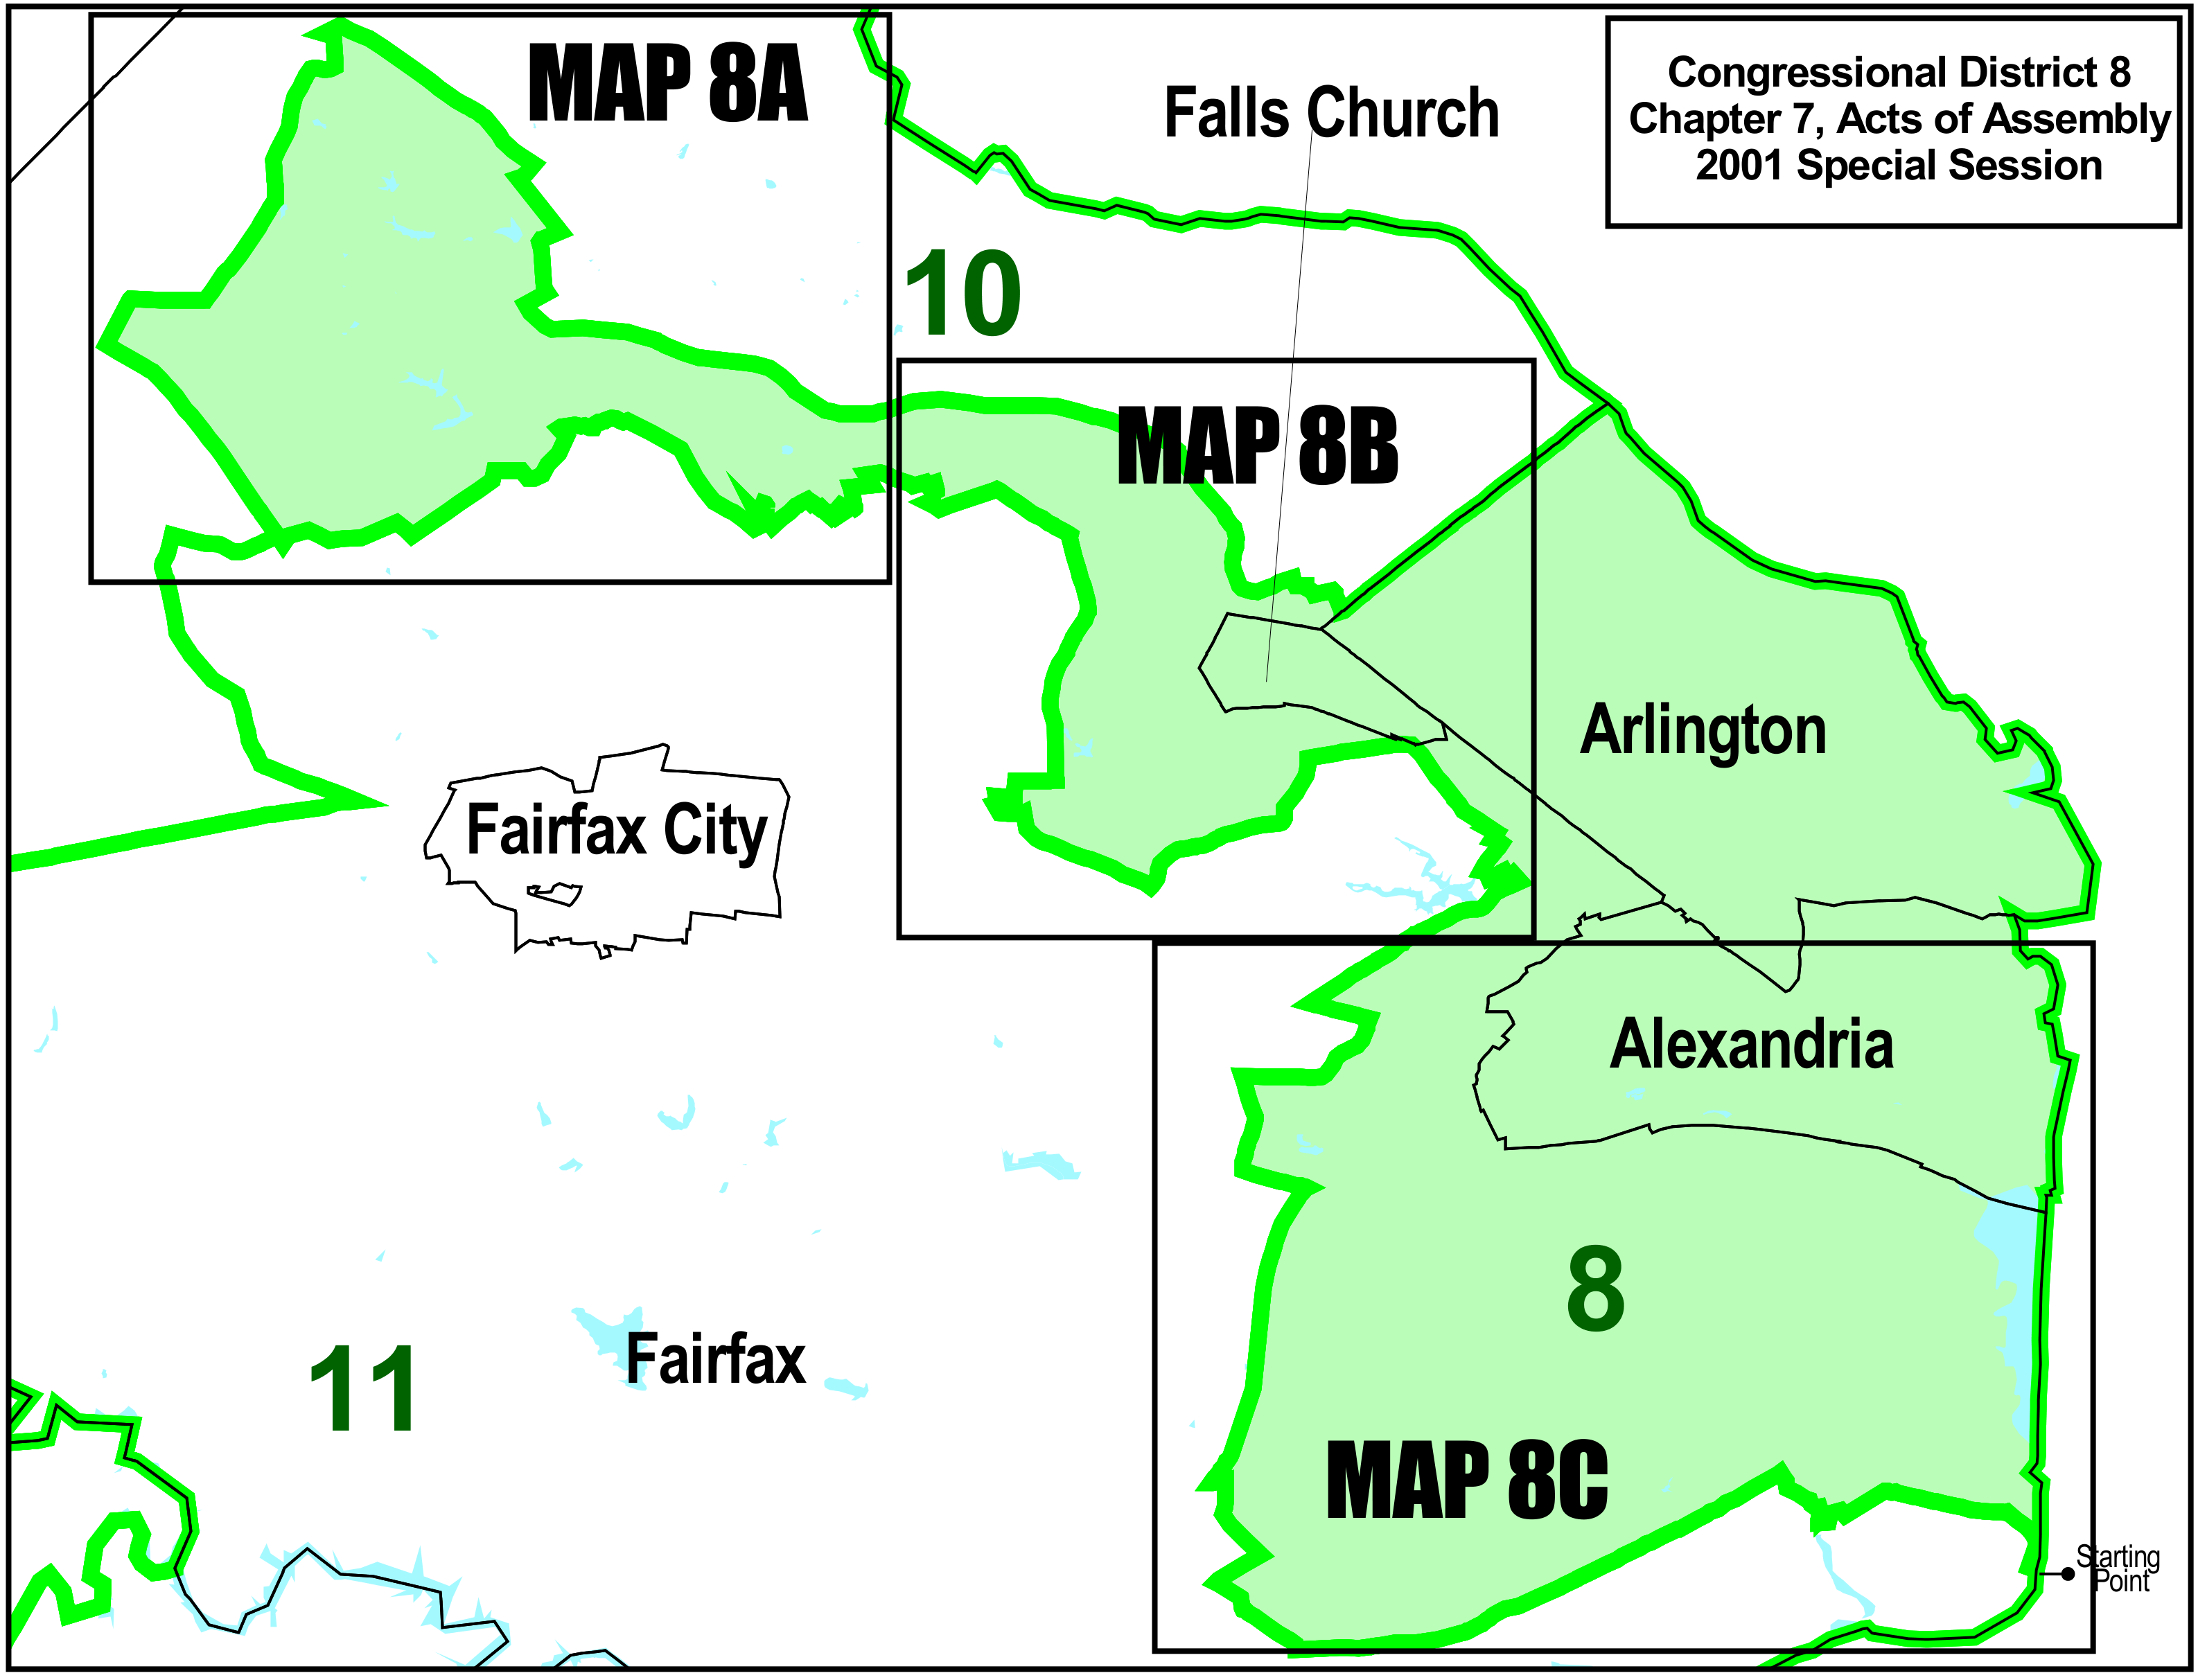 MAP 8A
Falls Church
Congressional District 8
Chapter 7, Acts of Assembly
2001 Special Session
10
MAP 8B
Arlington
Fairfax City
Alexandria
8
11
Fairfax
MAP 8C
Starting
Point